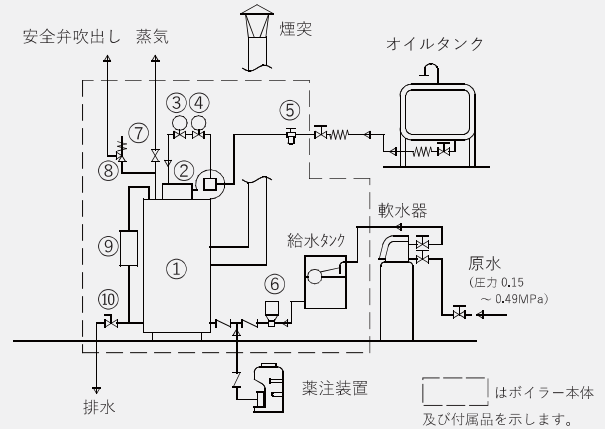 煙突
安全弁吹出し
蒸気
オイルタンク
③
④
⑤
⑦
⑧
②
軟水器
給水タンク
⑨
①
原水
(圧力 0.15
～ 0.49MPa)
⑥
⑩
薬注装置
排水
はボイラー本体
及び付属品を示します。